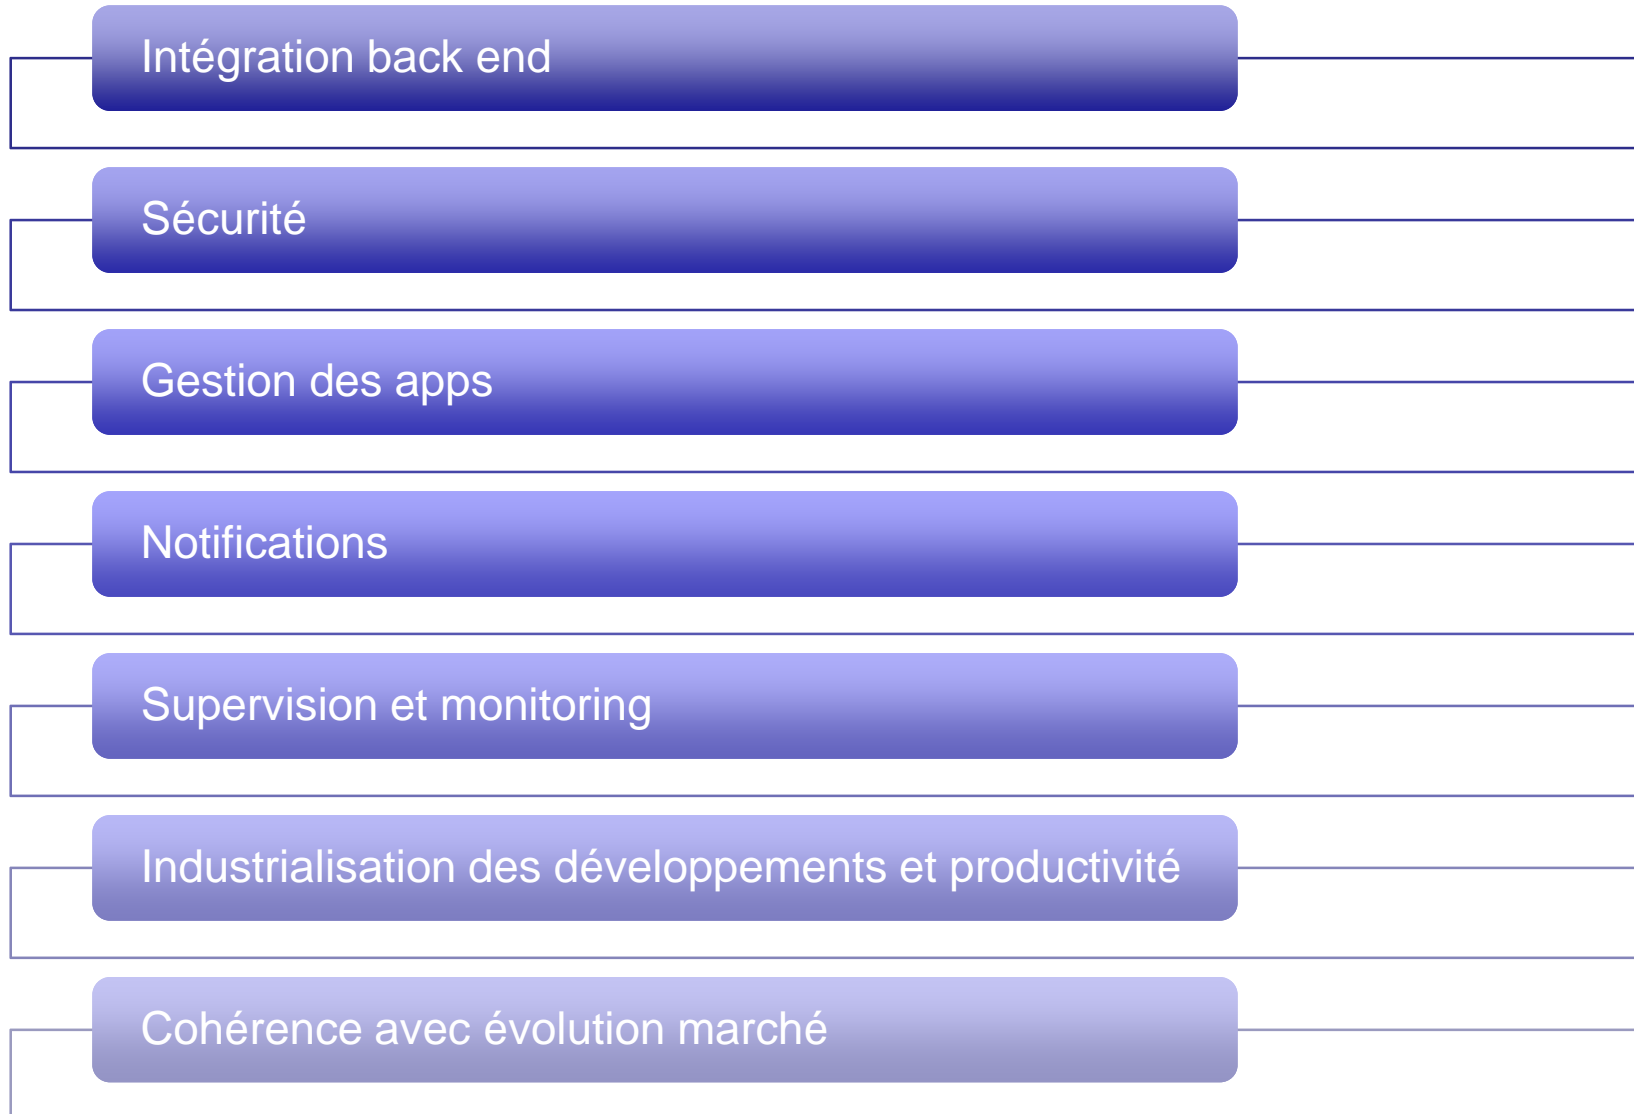 Intégration back end
Sécurité
Gestion des apps
Notifications
Supervision et monitoring
Industrialisation des développements et productivité
Cohérence avec évolution marché